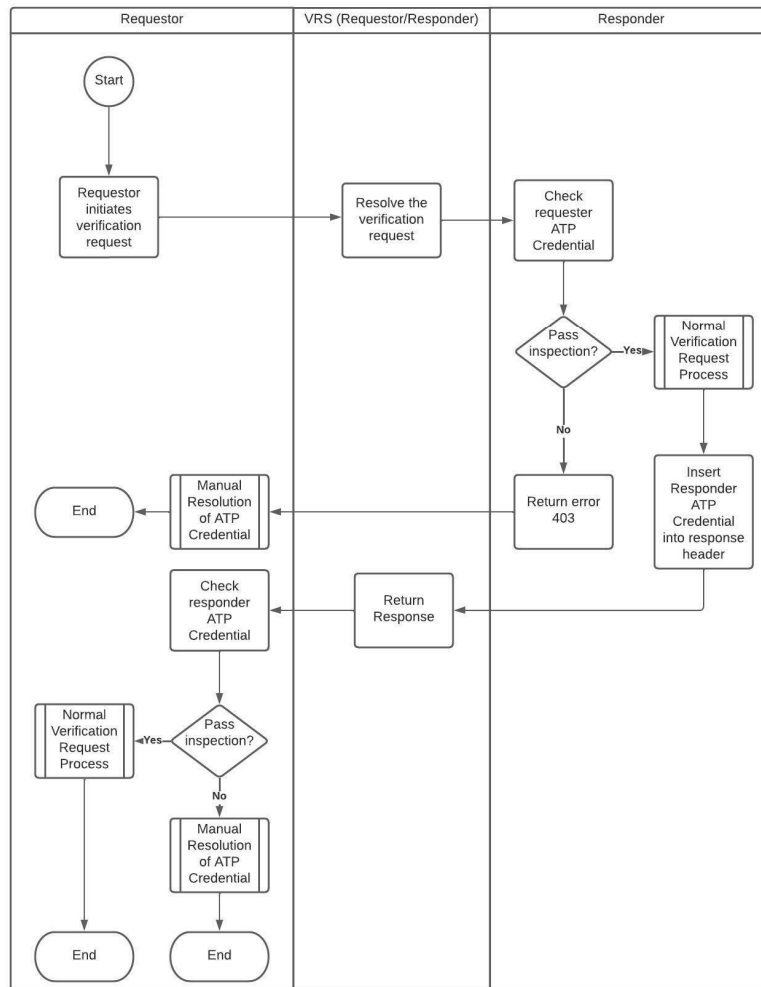 Requestor
VRS (Requestor/Responder)
Responder
Start
Requestor
initiates
verification
request
Resolve the
verification
request
Check
requester
ATP
Credential
Pass
inspection?
Yes
Normal
Verification
Request
Process
No
Insert
Responder
ATP
Credential
into response
header
Return error
403
Manual
Resolution
of ATP
Credential
End
Return
Response
Check
responder
ATP
Credential
Pass
inspection?
Yes
Normal
Verification
Request
Process
No
Manual
Resolution
of ATP
Credential
End
End